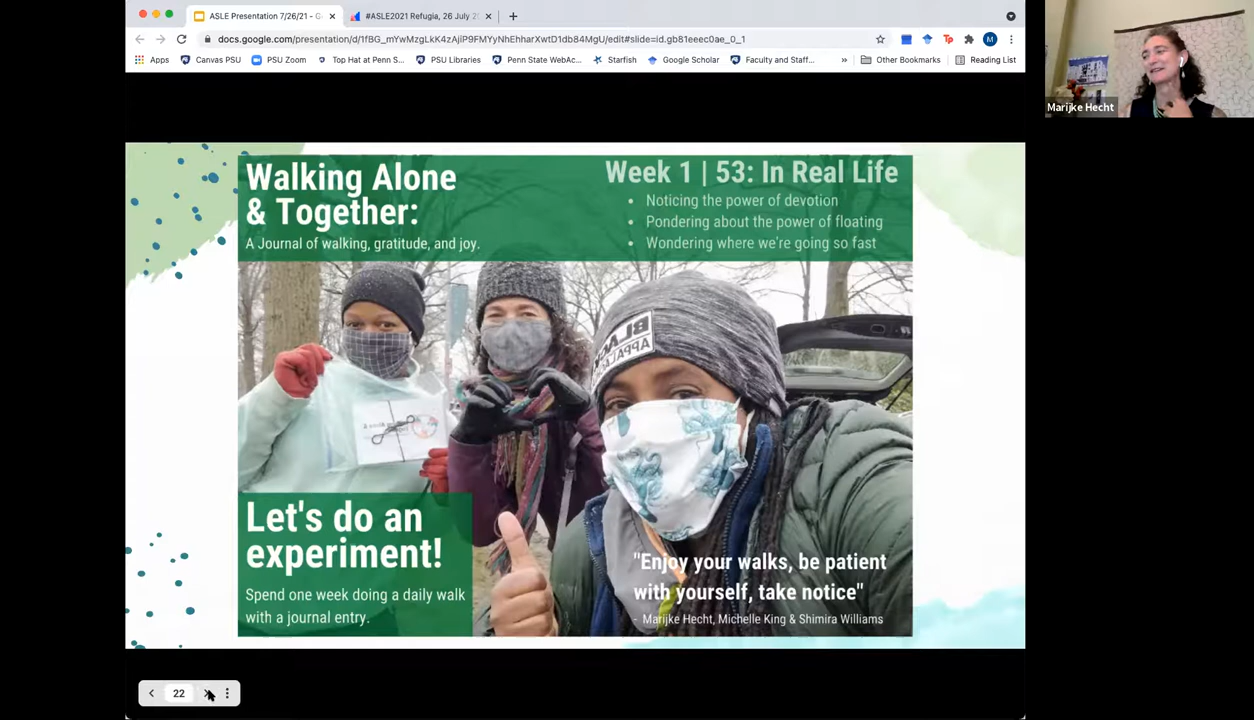 ASLE Presentation 7/26/21 - G
#ASLE2021 Refugia, 26 July 2
docs.google.com/presentation/d/1fBG_mYwMzgLkK4zAjiP9FMYyNhEhharXwtD1db84MgU/edit#slide=id.gb81eeec0ae_0_1
M
Apps
Canvas PSU
PSU Zoom
Top Hat at Penn S...
PSU Libraries
Penn State WebAc...
Starfish
Google Scholar
Faculty and Staff...
Other Bookmarks
Reading List
Marijke Hecht
Walking Alone
& Together:
A Journal of walking, gratitude, and joy.
Week 1 | 53: In Real Life
• Noticing the power of devotion
• Pondering about the power of floating
• Wondering where we're going so fast
BLACK
APPALA
Let's do an
experiment!
Spend one week doing a daily walk
with a journal entry.
"Enjoy your walks, be patient
with yourself, take notice"
- Marijke Hecht, Michelle King & Shimira Williams
22